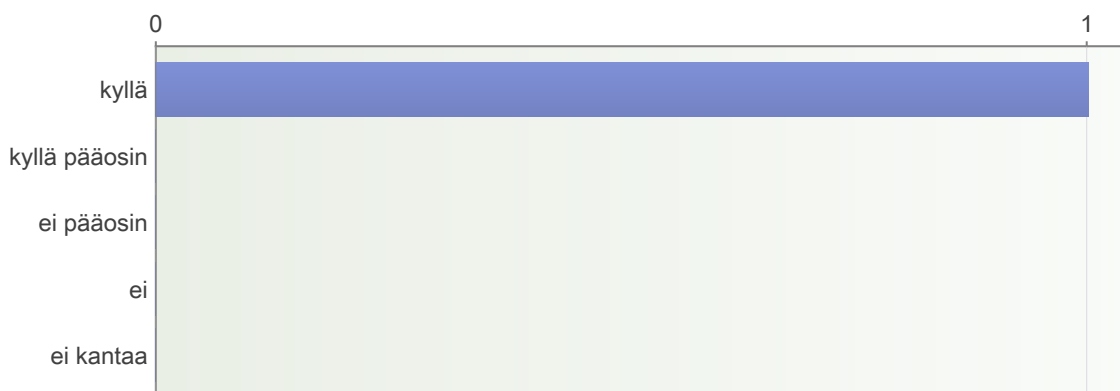 0 1
kyllä
kyllä pääosin
ei pääosin
ei
ei kantaa